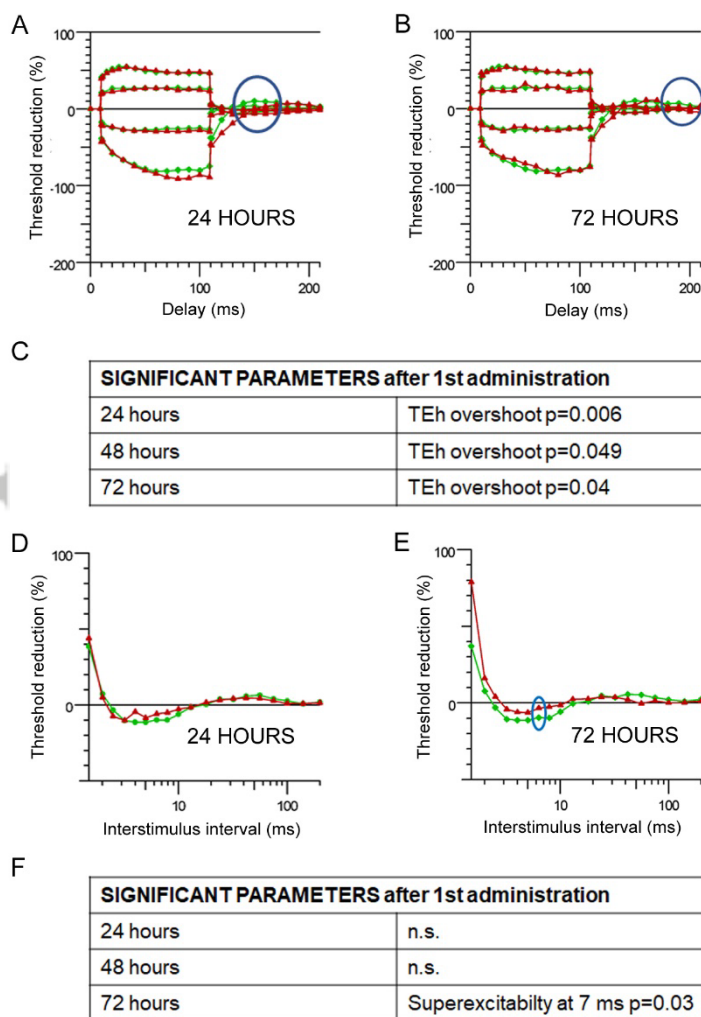 A
B
100
0
-100
-200
Threshold reduction (%)
24 HOURS
0
100
200
Delay (ms)
100
0
-100
-200
Threshold reduction (%)
72 HOURS
0
100
200
Delay (ms)
C
SIGNIFICANT PARAMETERS after 1st administration
24 hours TEh overshoot p=0.006
48 hours TEh overshoot p=0.049
72 hours TEh overshoot p=0.04
D
E
100
0
Threshold reduction (%)
24 HOURS
10
100
Interstimulus interval (ms)
100
0
Threshold reduction (%)
72 HOURS
10
100
Interstimulus interval (ms)
F
SIGNIFICANT PARAMETERS after 1st administration
24 hours n.s.
48 hours n.s.
72 hours Superexcitabilty at 7 ms p=0.03